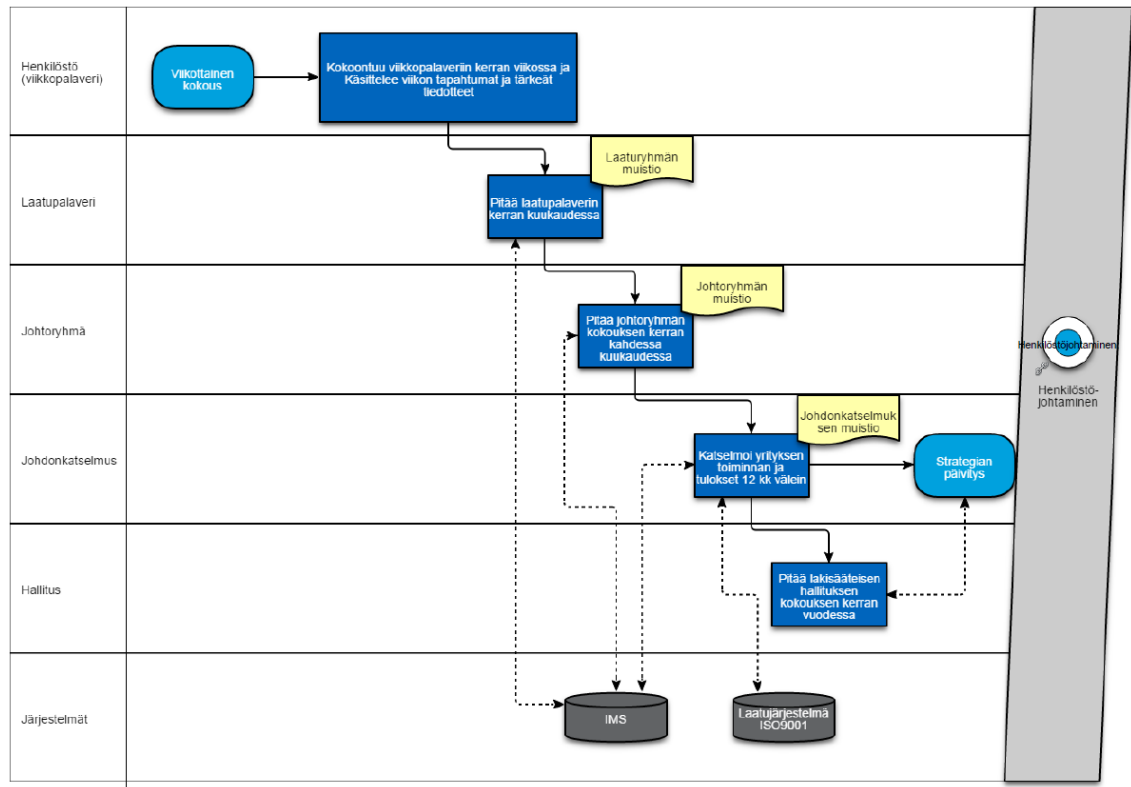 Henkilöstö
(viikkopalaveri)
Viikottainen
kokous
Kokoontuu viikkopalaveriin kerran viikossa ja
Käsittelee viikon tapahtumat ja tärkeät
tiedotteet
Laatupalaveri
Laaturyhmän
muistio
Pitää laatupalaverin
kerran kuukaudessa
Johtoryhmä
Johtoryhmän
muistio
Pitää johtoryhmän
kokouksen kerran
kahdessa
kuukaudessa
Henkilöstöjohtaminen
Henkilöstö-
johtaminen
Johdonkatselmus
Johdonkatselmuk
sen muistio
Katselmoi yrityksen
toiminnan ja
tulokset 12 kk välein
Strategian
päivitys
Hallitus
Pitää lakisääteisen
hallituksen
kokouksen kerran
vuodessa
Järjestelmät
IMS
Laatujärjestelmä
ISO9001